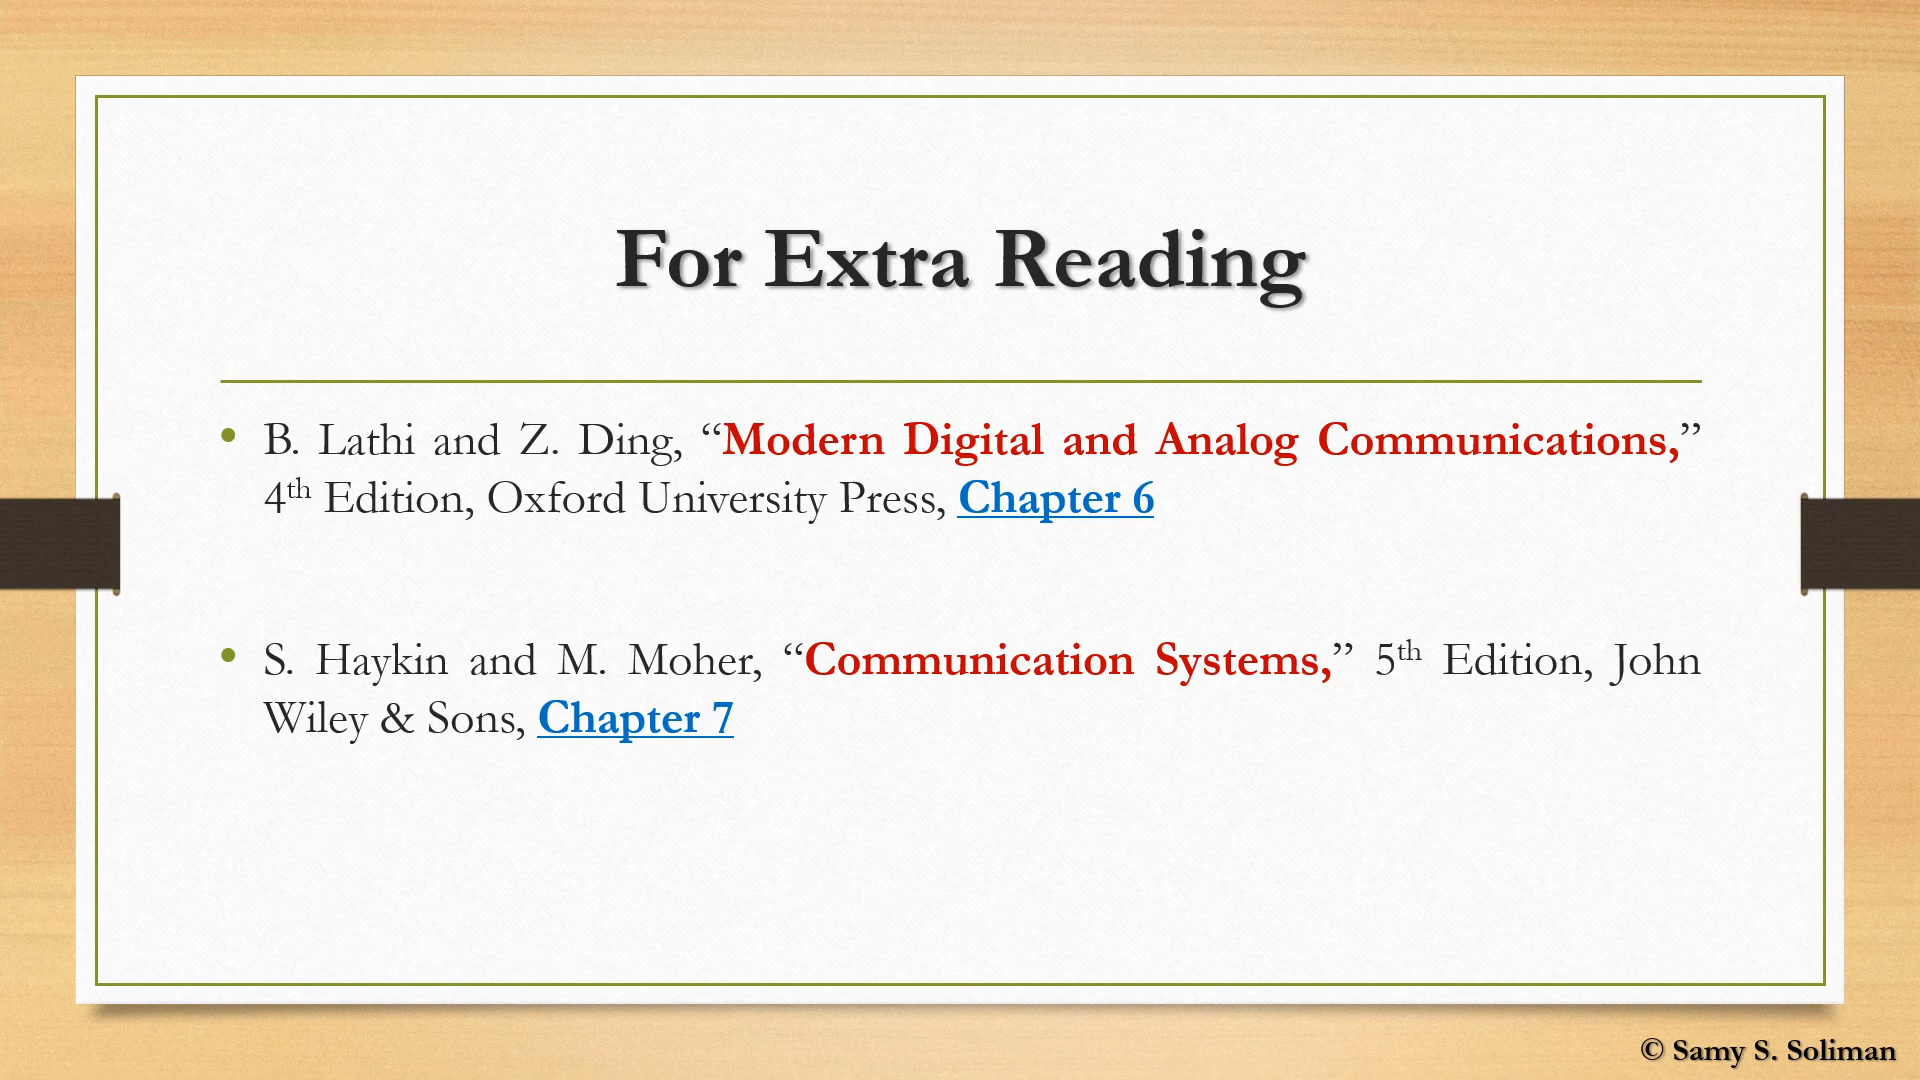 For Extra Reading
• B. Lathi and Z. Ding, “Modern Digital and Analog Communications,”
4th Edition, Oxford University Press, Chapter 6
• S. Haykin and M. Moher, “Communication Systems,” 5th Edition, John
Wiley & Sons, Chapter 7
© Samy S. Soliman